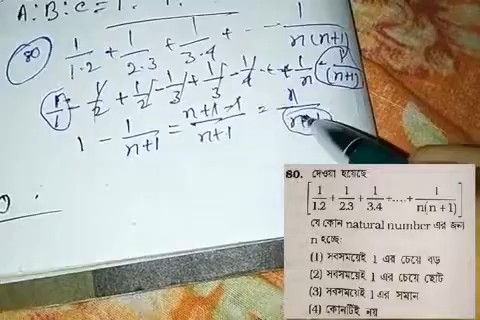 A:B:C = 1:
80 1/1.2 + 1/2.3 + 1/3.4 + - - 1/n(n+1)
1/1 - 1/2 + 1/2 - 1/3 + 1/3 - 1/4 - + + 1/n - 1/(n+1)
1 - 1/n+1 = n+1-1/n+1 = n/n+1
80. দেওয়া হয়েছে
[1/1.2 + 1/2.3 + 1/3.4 + .... + 1/n(n+1)]
যে কোন natural number এর জন্য
n হচ্ছে:
(1) সবসময়েই 1 এর চেয়ে বড়
(2) সবসময়েই 1 এর চেয়ে ছোট
(3) সবসময়েই 1 এর সমান
(4) কোনটিই নয়